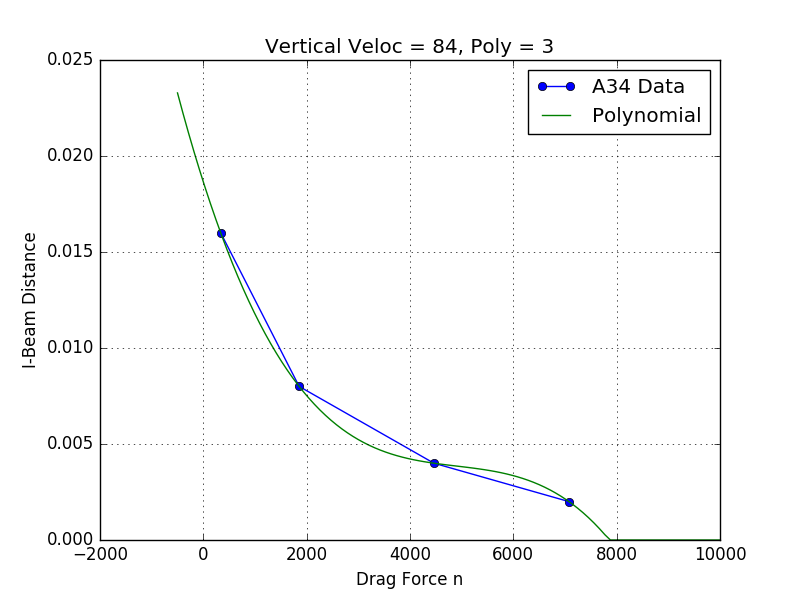 Vertical Veloc = 84, Poly = 3
0.025
0.020
0.015
0.010
0.005
0.000
I-Beam Distance
A34 Data
Polynomial
−2000 0 2000 4000 6000 8000 10000
Drag Force n